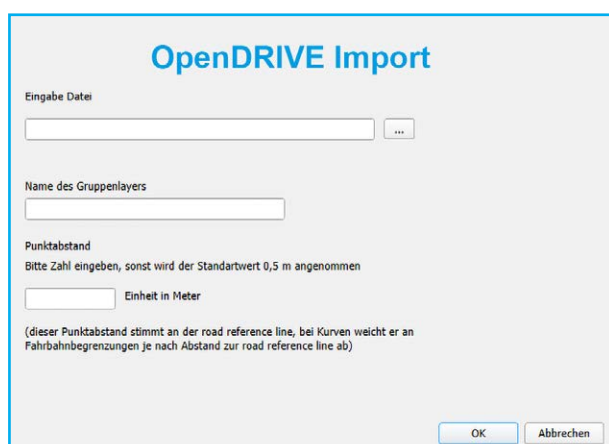 OpenDRIVE Import
Eingabe Datei
...
Name des Gruppenlayers
Punktabstand
Bitte Zahl eingeben, sonst wird der Standartwert 0,5 m angenommen
Einheit in Meter
(dieser Punktabstand stimmt an der road reference line, bei Kurven weicht er an
Fahrbahnbegrenzungen je nach Abstand zur road reference line ab)
OK Abbrechen